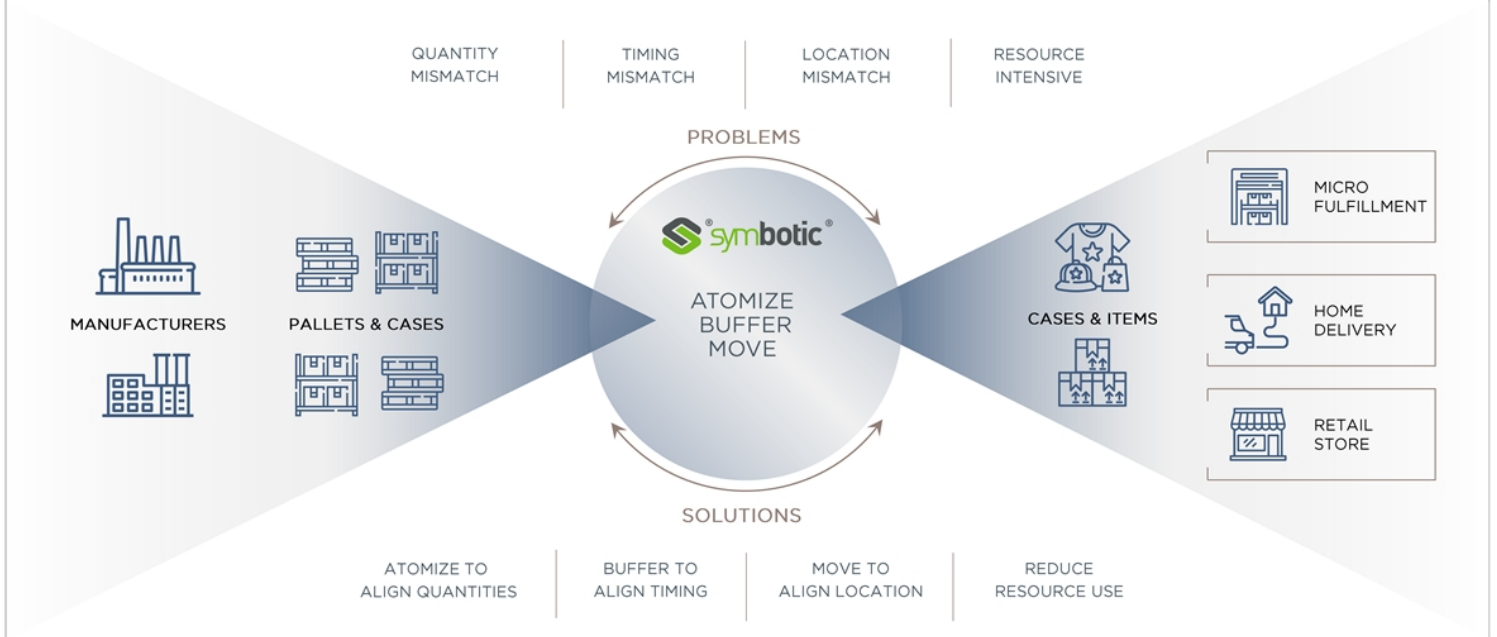 QUANTITY
MISMATCH
TIMING
MISMATCH
LOCATION
MISMATCH
RESOURCE
INTENSIVE
PROBLEMS
symbotic
ATOMIZE
BUFFER
MOVE
MANUFACTURERS
PALLETS & CASES
CASES & ITEMS
MICRO
FULFILLMENT
HOME
DELIVERY
RETAIL
STORE
SOLUTIONS
ATOMIZE TO
ALIGN QUANTITIES
BUFFER TO
ALIGN TIMING
MOVE TO
ALIGN LOCATION
REDUCE
RESOURCE USE